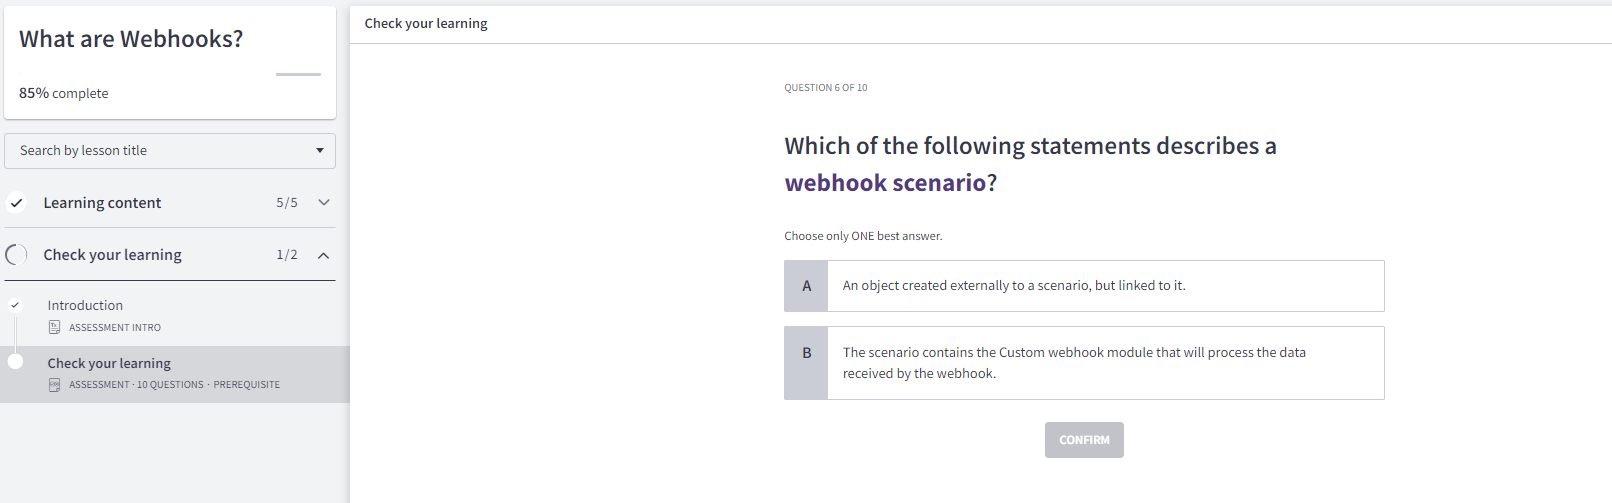 What are Webhooks?
85% complete
Search by lesson title
Learning content 5/5
Check your learning 1/2
Introduction
ASSESSMENT INTRO
Check your learning
ASSESSMENT · 10 QUESTIONS · PREREQUISITE
Check your learning
QUESTION 6 OF 10
Which of the following statements describes a
webhook scenario?
Choose only ONE best answer.
A An object created externally to a scenario, but linked to it.
B The scenario contains the Custom webhook module that will process the data
received by the webhook.
CONFIRM